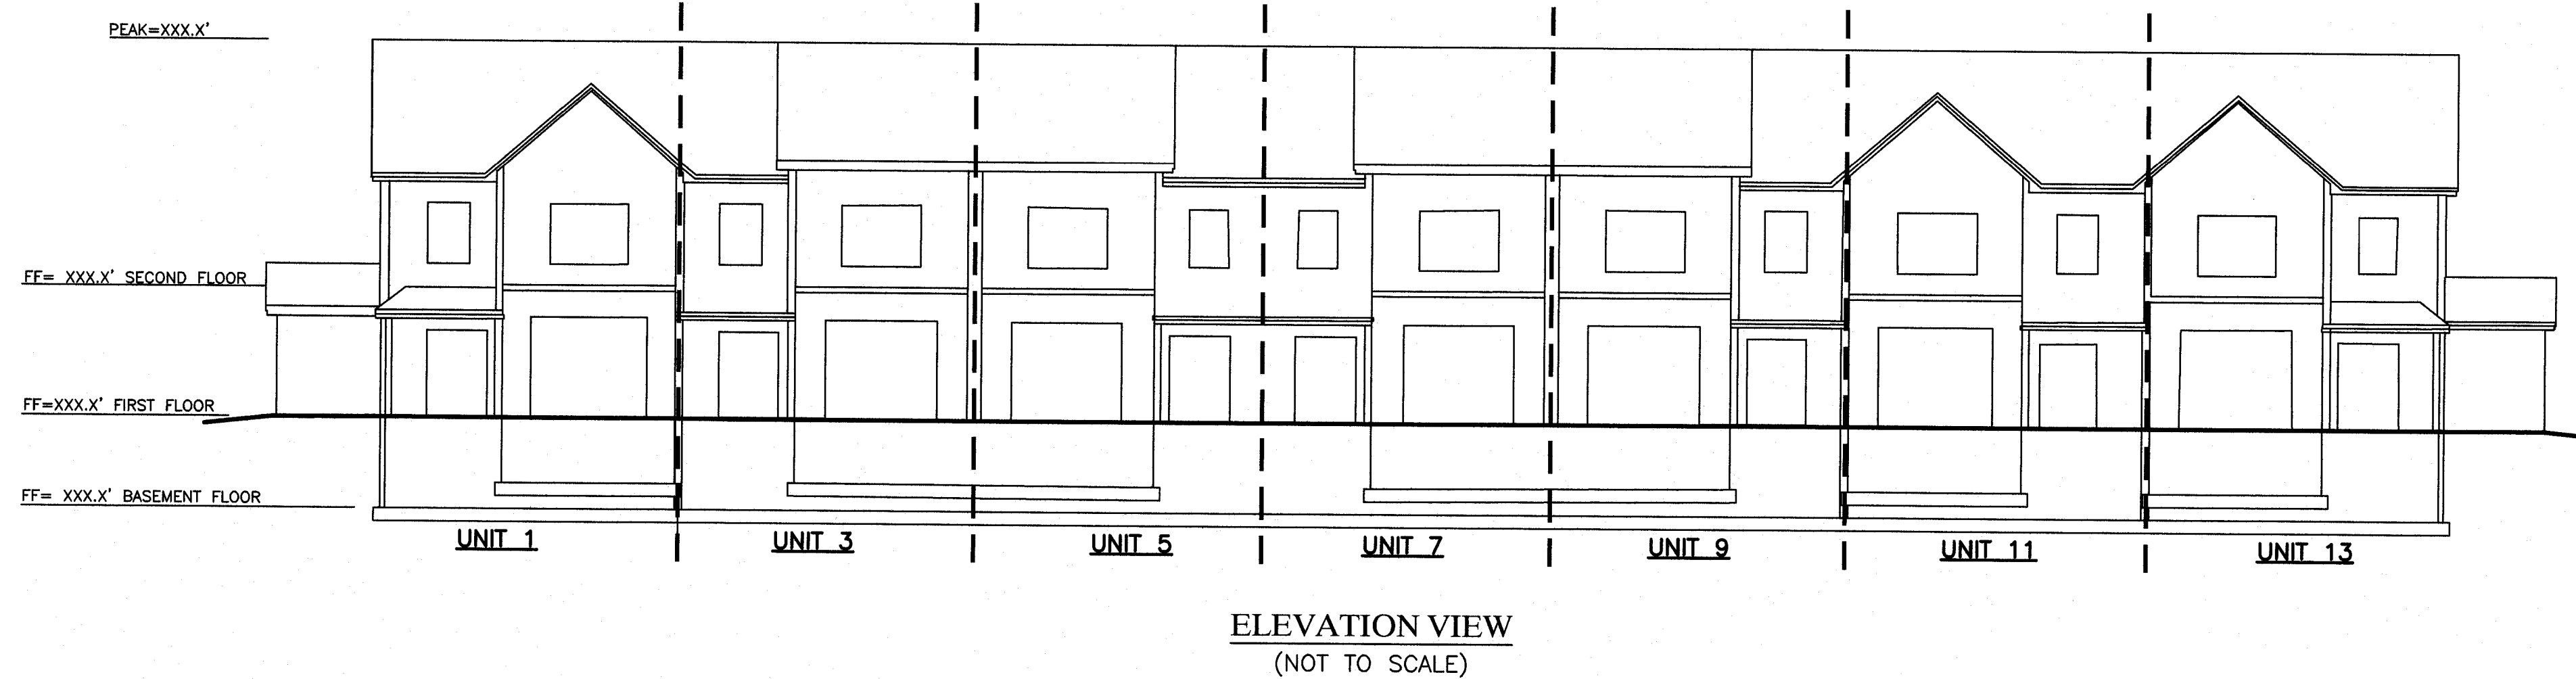 PEAK=XXX.X'
FF= XXX.X' SECOND FLOOR
FF=XXX.X' FIRST FLOOR
FF= XXX.X' BASEMENT FLOOR
UNIT 1
UNIT 3
UNIT 5
UNIT 7
UNIT 9
UNIT 11
UNIT 13
ELEVATION VIEW
(NOT TO SCALE)